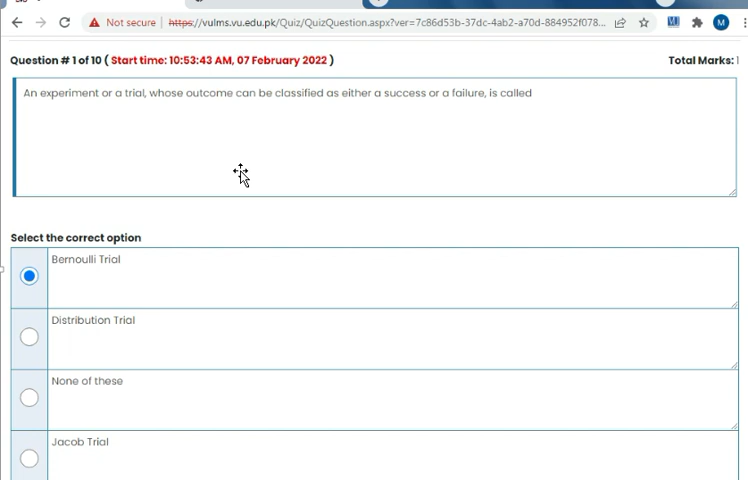 Not secure | https://vulms.vu.edu.pk/Quiz/QuizQuestion.aspx?ver=7c86d53b-37dc-4ab2-a70d-884952f078...
M
Question # 1 of 10 ( Start time: 10:53:43 AM, 07 February 2022 )
Total Marks: 1
An experiment or a trial, whose outcome can be classified as either a success or a failure, is called
Select the correct option
Bernoulli Trial
Distribution Trial
None of these
Jacob Trial